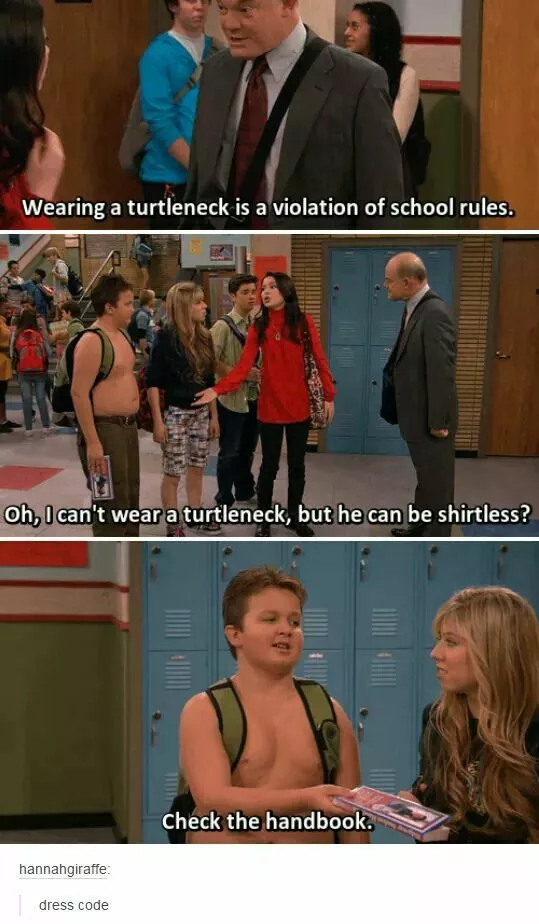 Wearing a turtleneck is a violation of school rules.
Oh, I can't wear a turtleneck, but he can be shirtless?
Check the handbook.
hannahgiraffe:
dress code